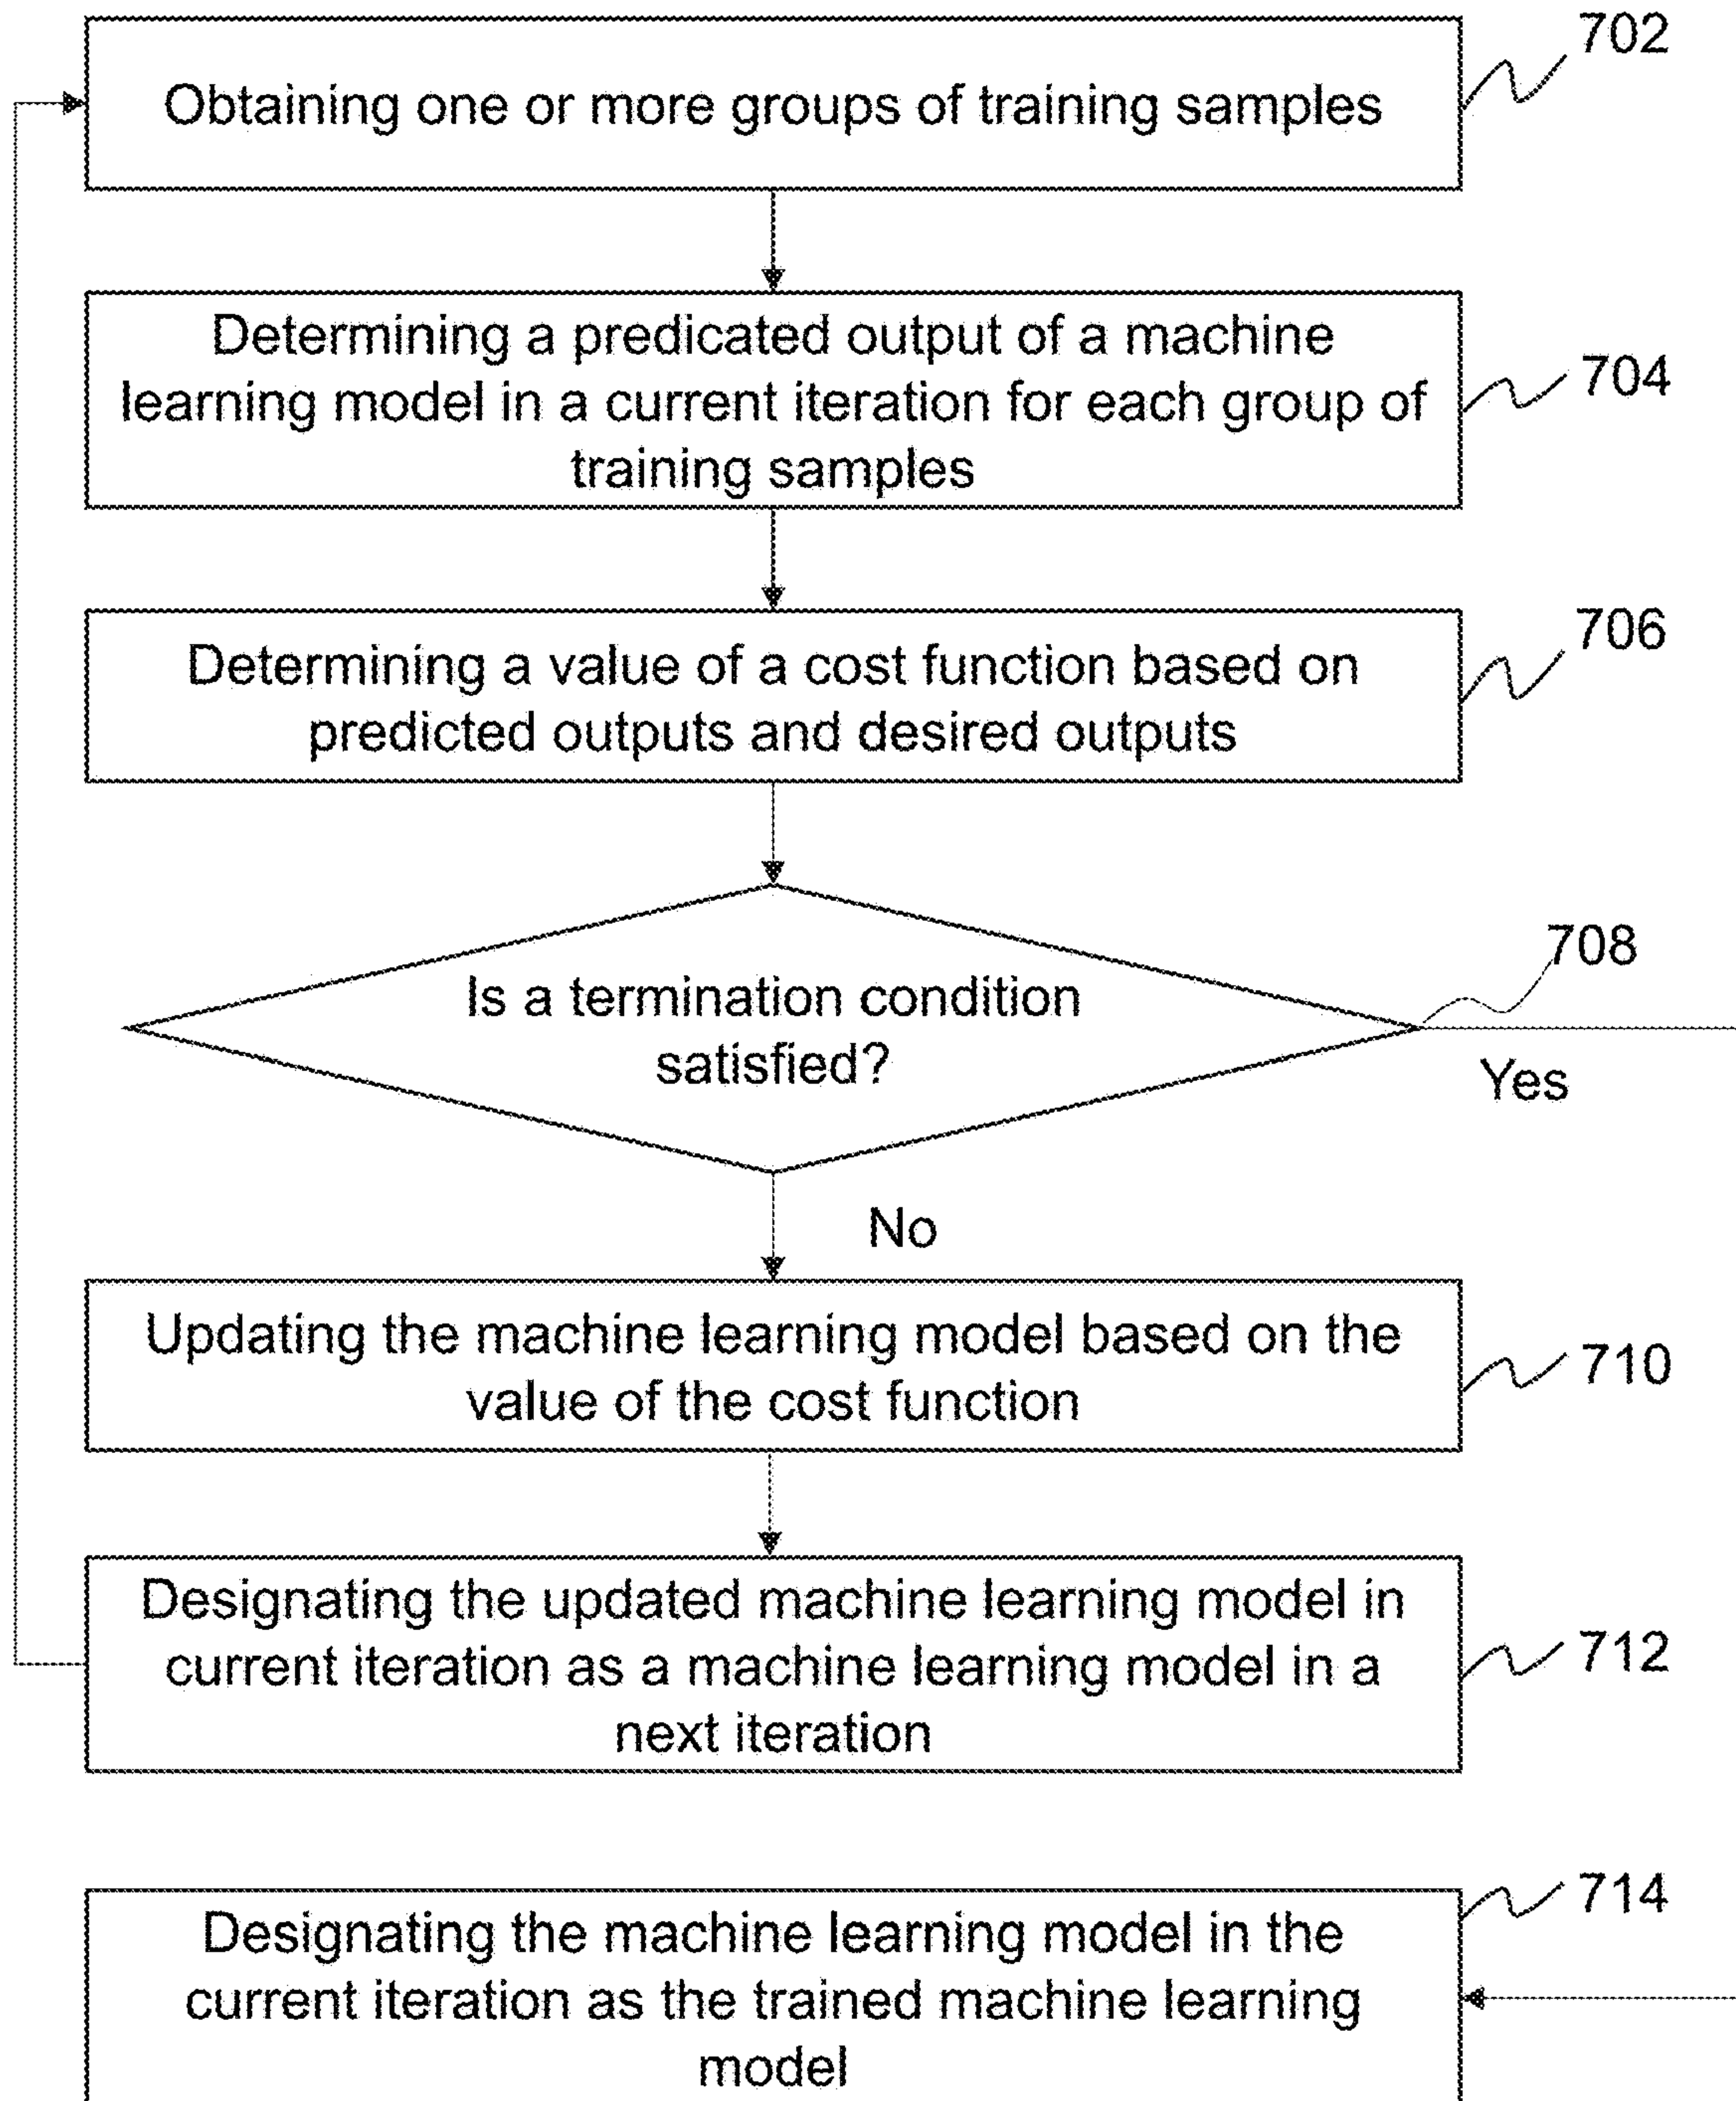 702
Obtaining one or more groups of training samples
Determining a predicated output of a machine
learning model in a current iteration for each group of
training samples
704
Determining a value of a cost function based on
predicted outputs and desired outputs
706
Is a termination condition
satisfied?
708
Yes
No
Updating the machine learning model based on the
value of the cost function
710
Designating the updated machine learning model in
current iteration as a machine learning model in a
next iteration
712
Designating the machine learning model in the
current iteration as the trained machine learning
model
714